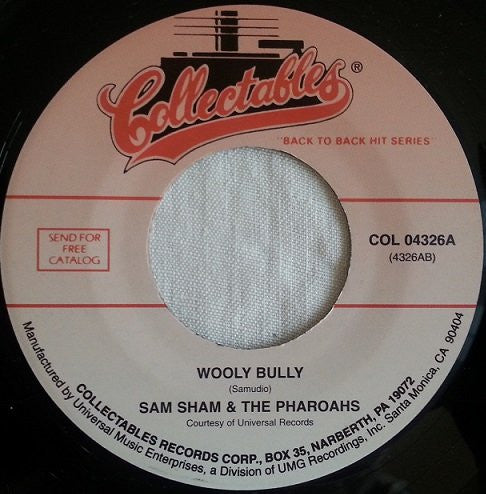 Collectables®
"BACK TO BACK HIT SERIES"
SEND FOR
FREE
CATALOG
COL 04326A
(4326AB)
WOOLY BULLY
(Samudio)
SAM SHAM & THE PHAROAHS
Courtesy of Universal Records
COLLECTABLES RECORDS CORP., BOX 35, NARBERTH, PA 19072
Manufactured by Universal Music Enterprises, a Division of UMG Recordings, Inc. Santa Monica, CA 90404